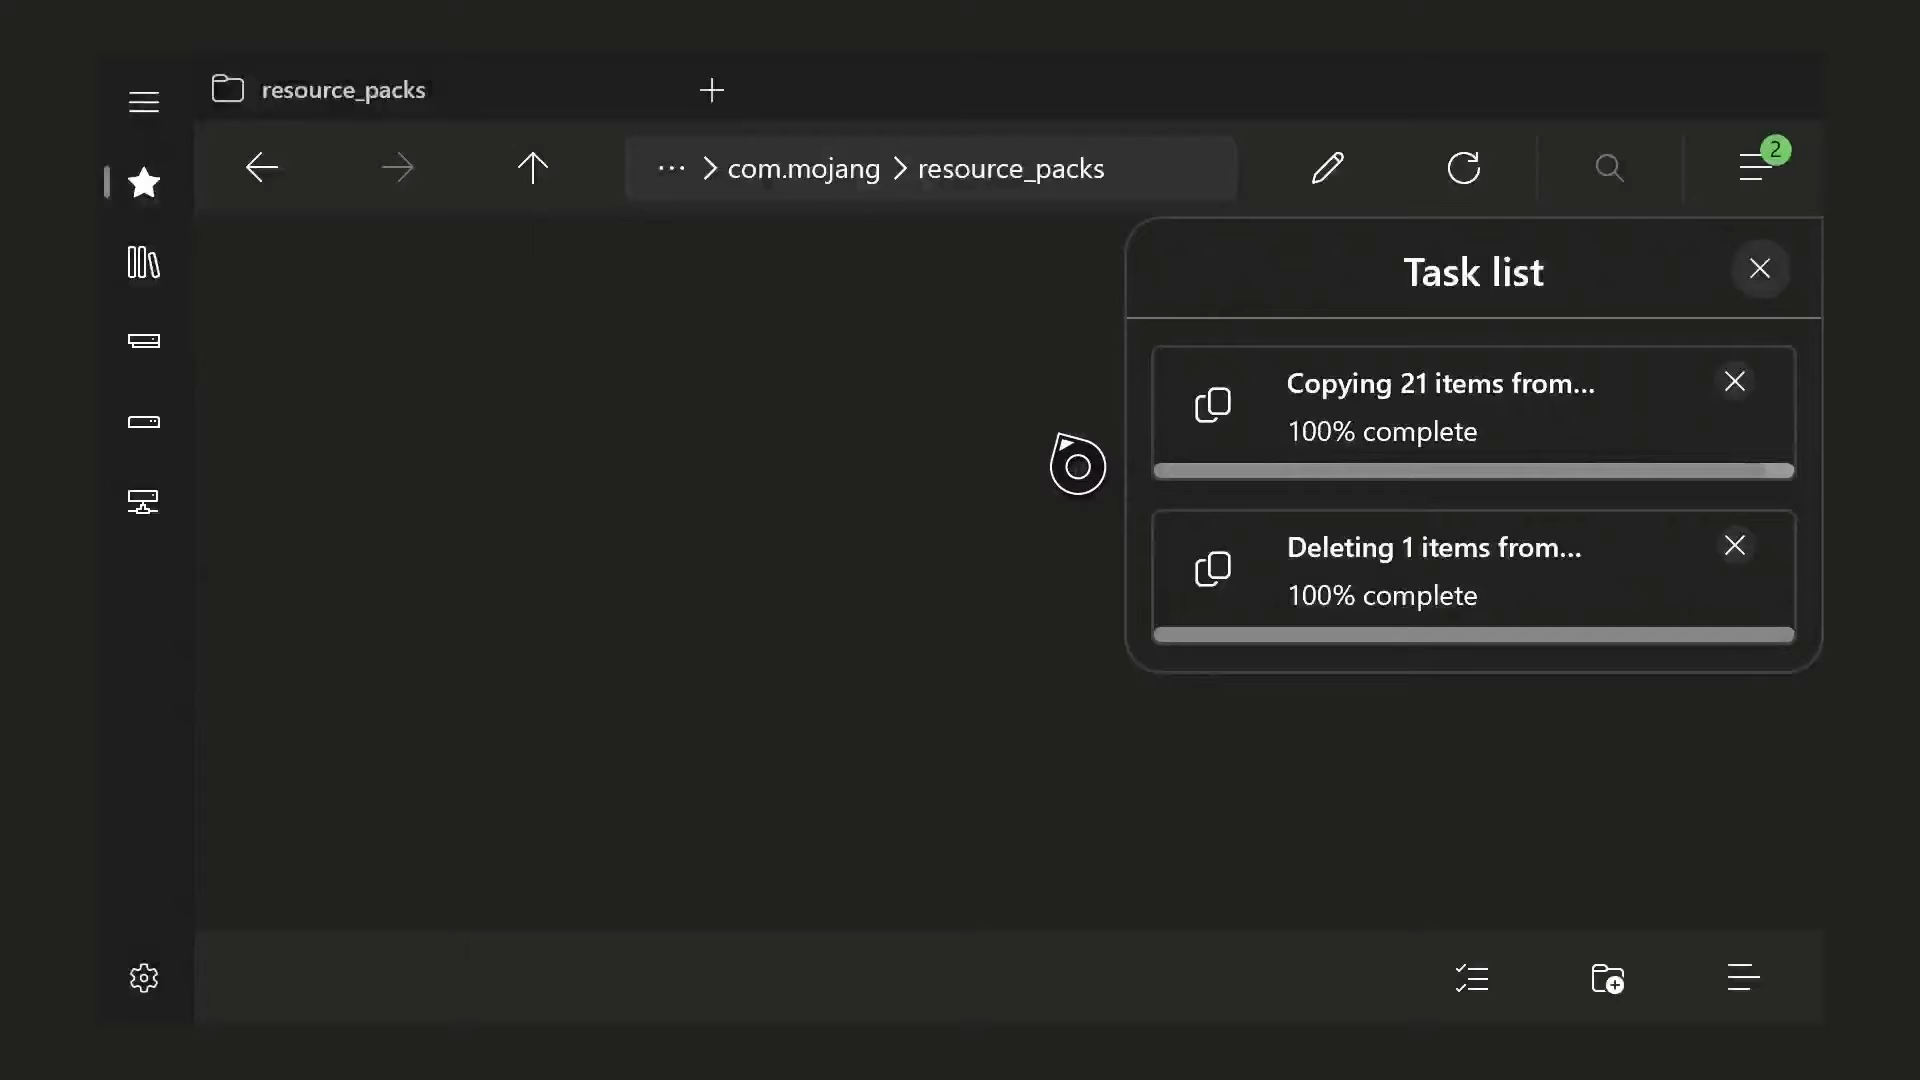 resource_packs
... com.mojang resource_packs
2
Task list
Copying 21 items from...
100% complete
Deleting 1 items from...
100% complete